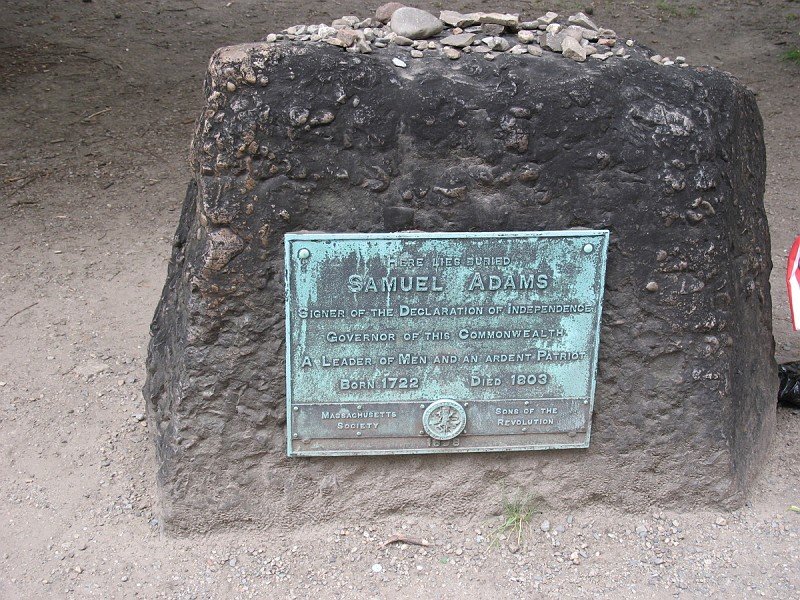 Here lies buried
Samuel Adams
Signer of the Declaration of Independence
Governor of this Commonwealth
A Leader of Men and an ardent Patriot
Born 1722 Died 1803
Massachusetts Society
Sons of the Revolution